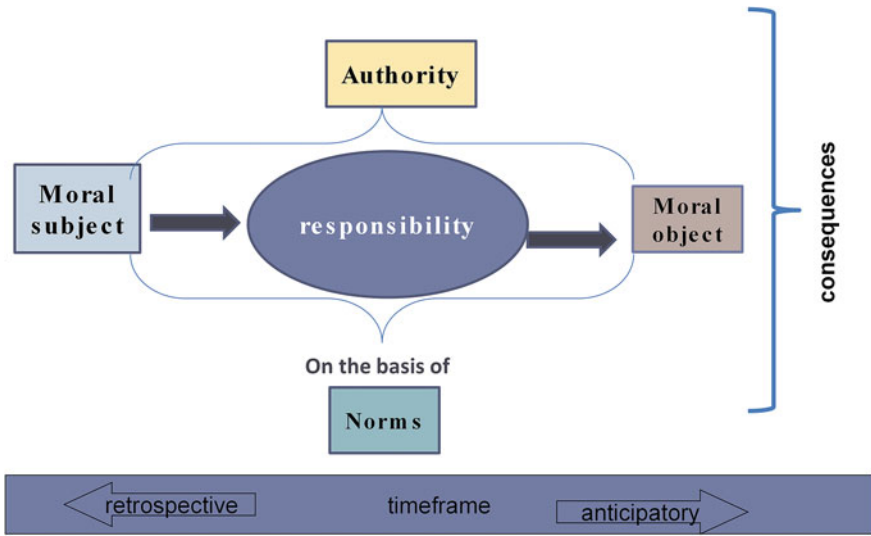 Authority
Moral
subject
responsibility
Moral
object
consequences
On the basis of
Norms
retrospective
timeframe
anticipatory